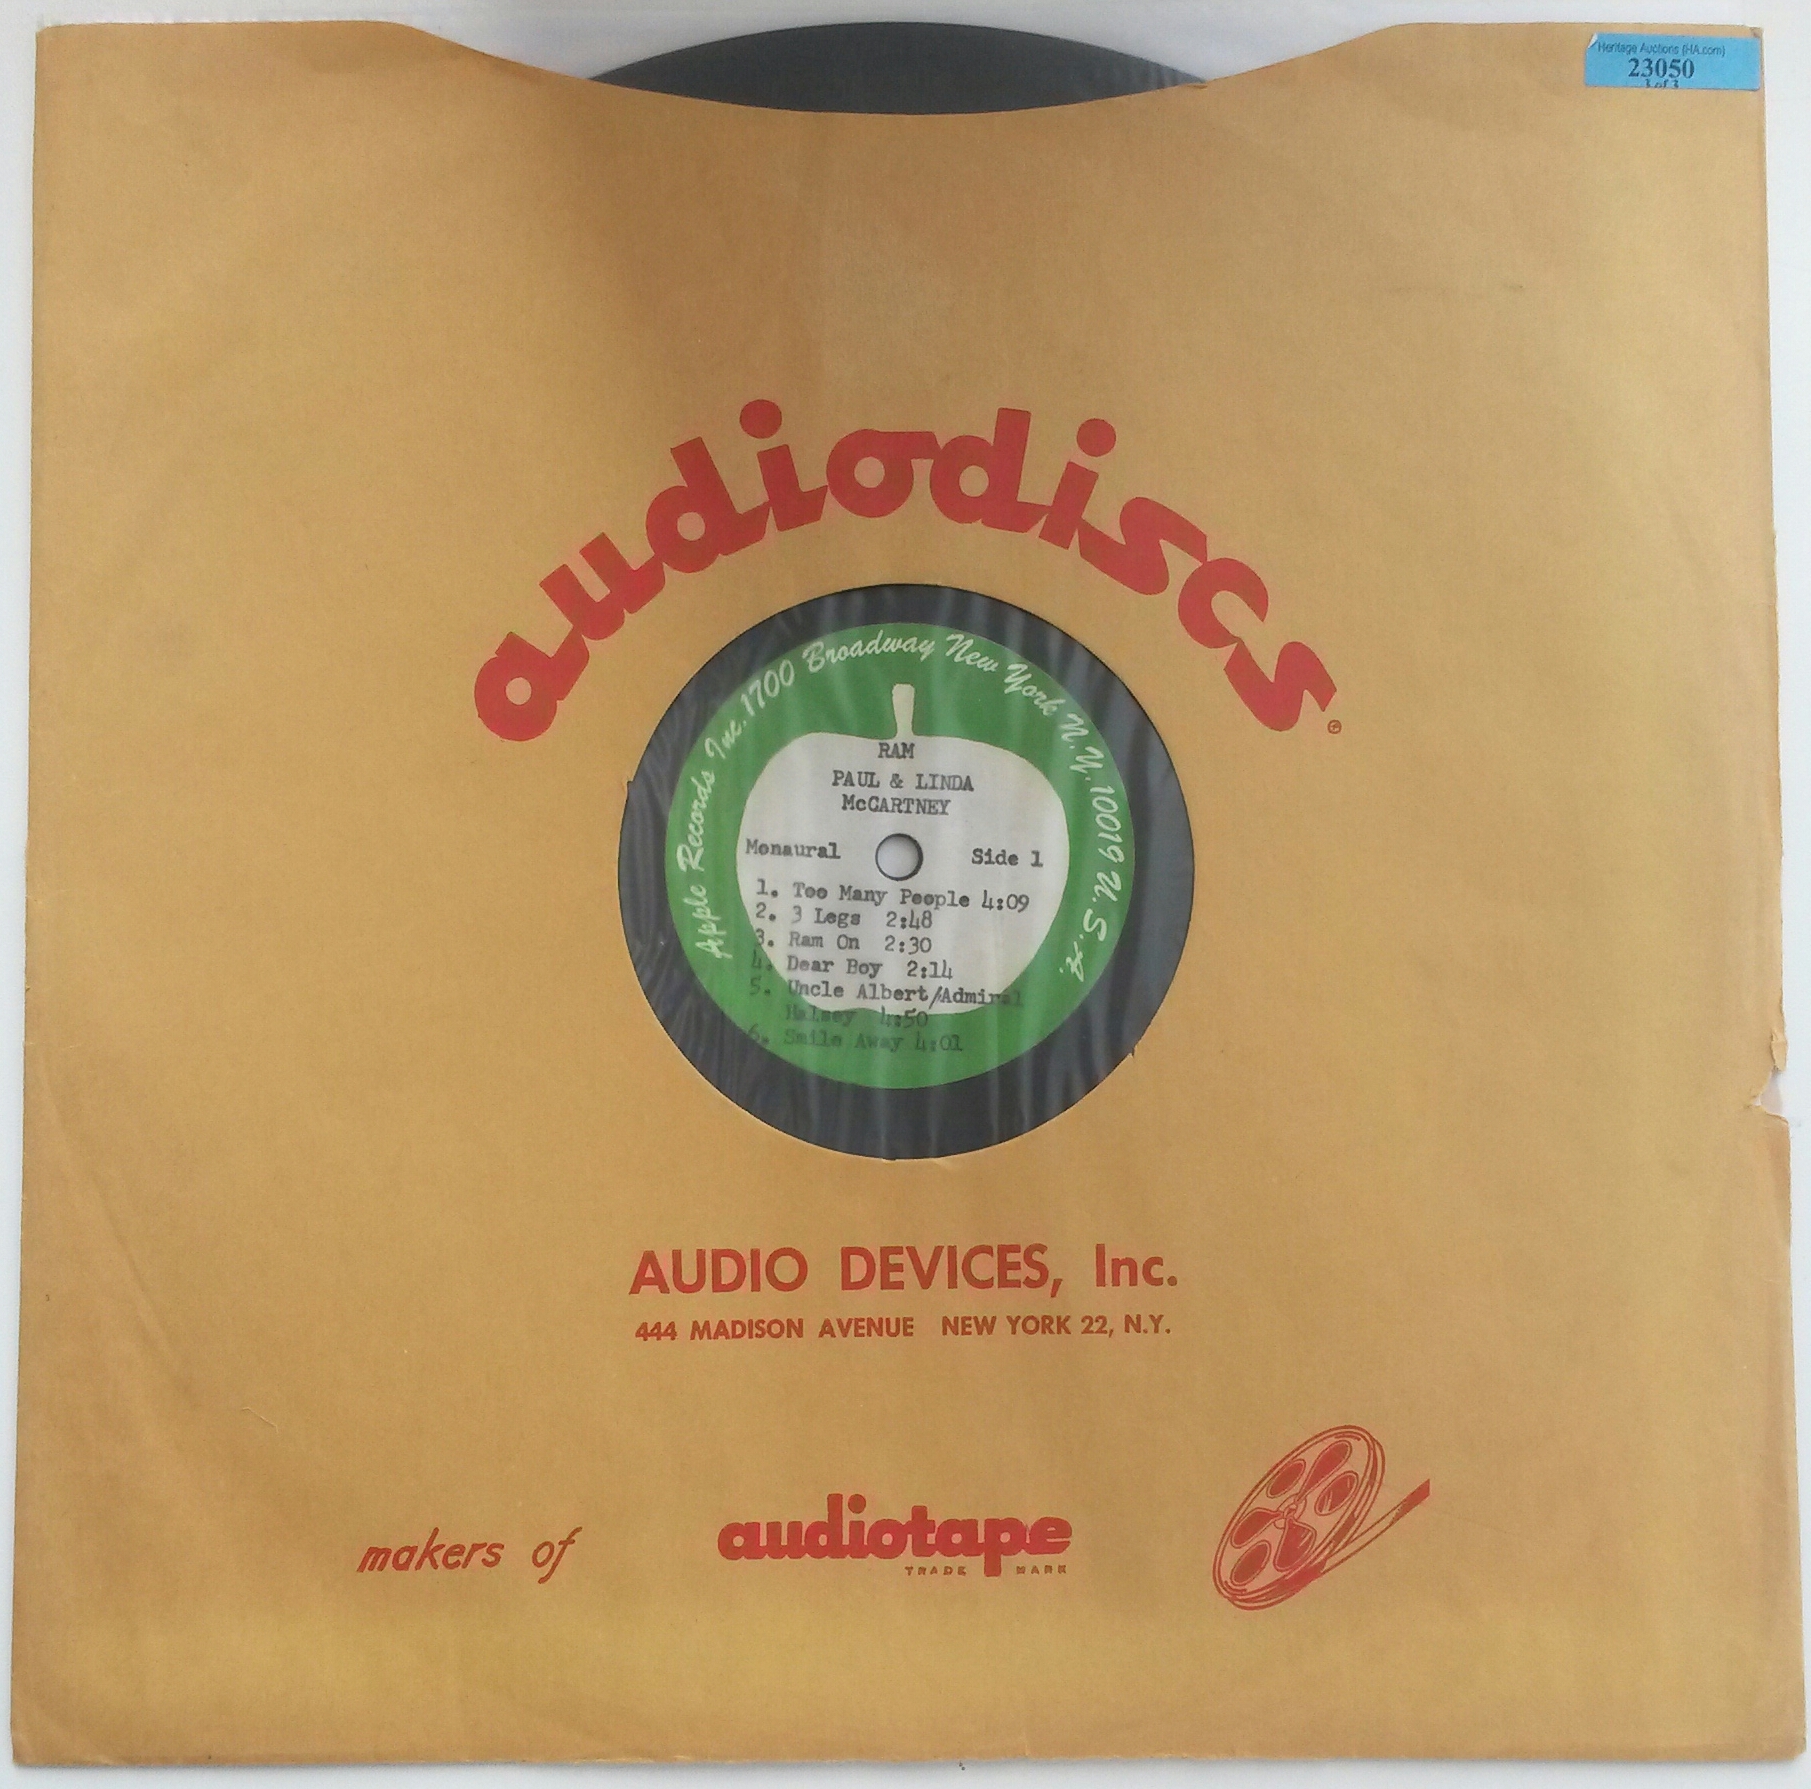 Heritage Auctions (HA.com)
23050
1 of 3
audiodiscs®
Apple Records Inc. 1700 Broadway New York N.Y. 10019 U.S.A.
RAM
PAUL & LINDA
McCARTNEY
Monaural Side 1
1. Too Many People 4:09
2. 3 Legs 2:48
3. Ram On 2:30
4. Dear Boy 2:14
5. Uncle Albert/Admiral
Halsey 4:50
6. Smile Away 4:01
AUDIO DEVICES, Inc.
444 MADISON AVENUE NEW YORK 22, N.Y.
makers of audiotape
TRADE MARK